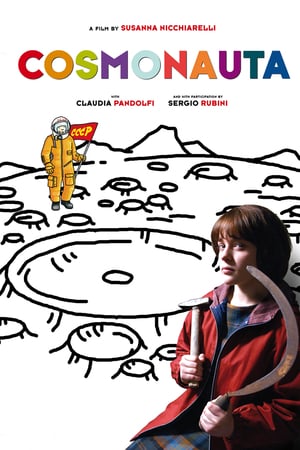 A FILM BY SUSANNA NICCHIARELLI
COSMONAUTA
WITH
CLAUDIA PANDOLFI
AND WITH PARTICIPATION BY
SERGIO RUBINI
CCCP